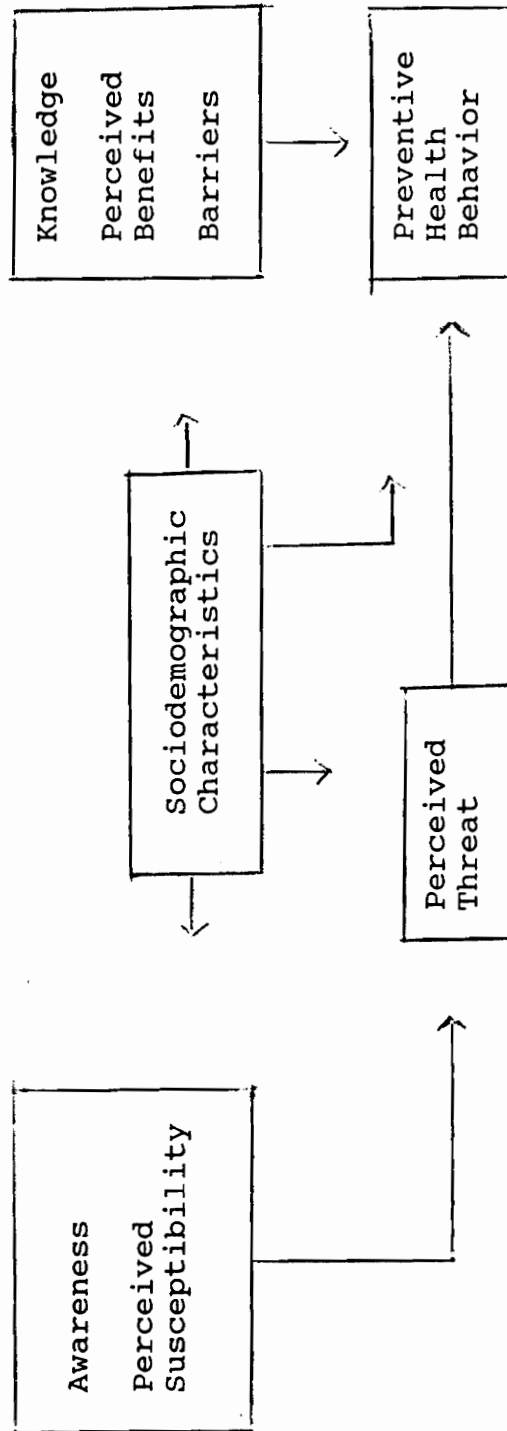 Awareness
Perceived
Susceptibility
Sociodemographic
Characteristics
Knowledge
Perceived
Benefits
Barriers
Perceived
Threat
Preventive
Health
Behavior